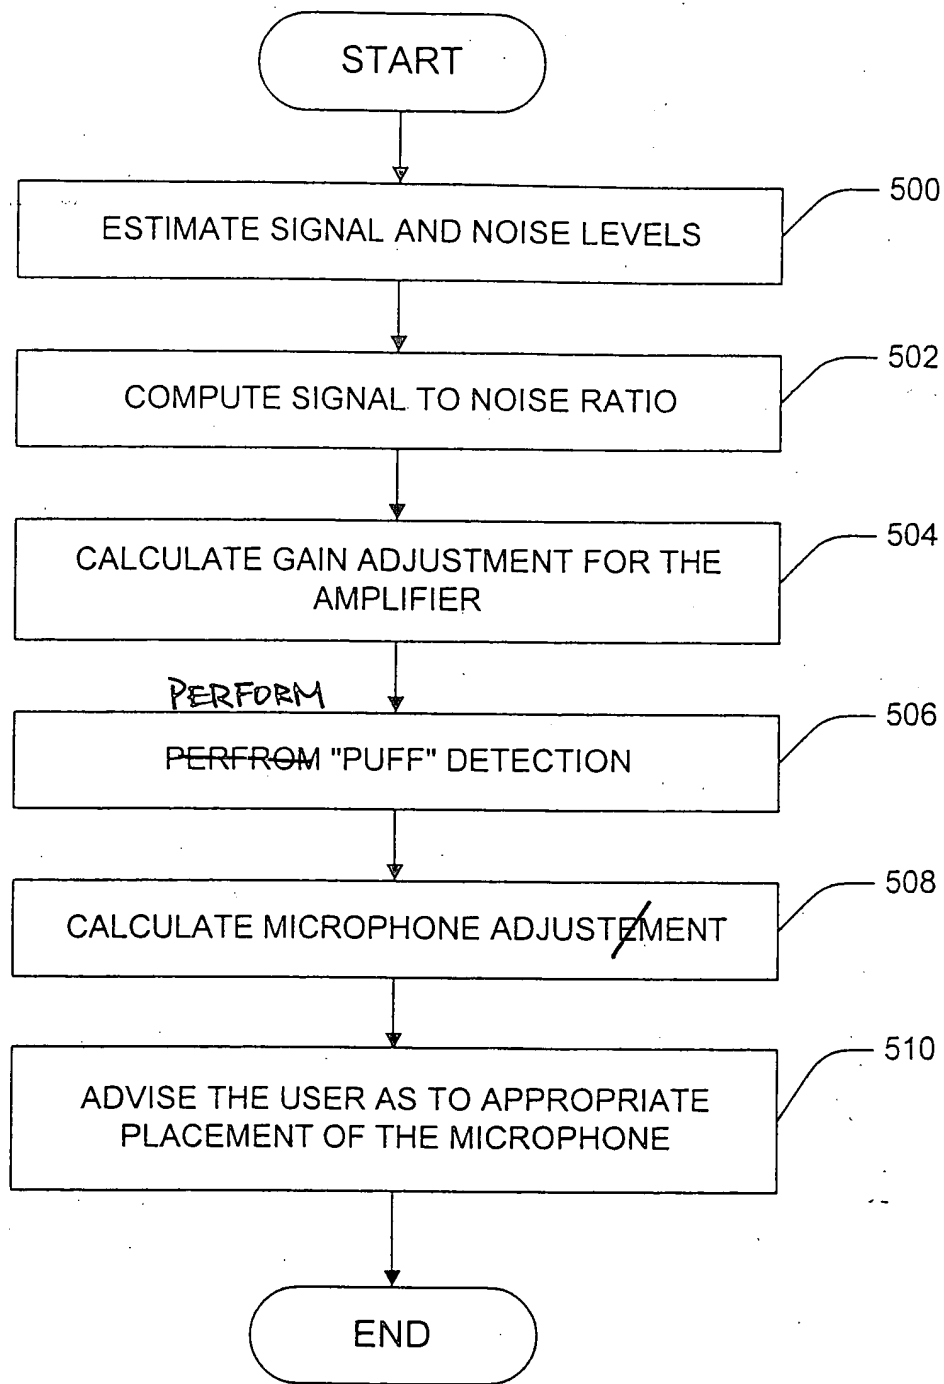 START
500
ESTIMATE SIGNAL AND NOISE LEVELS
502
COMPUTE SIGNAL TO NOISE RATIO
504
CALCULATE GAIN ADJUSTMENT FOR THE
AMPLIFIER
PERFORM
506
PERFROM "PUFF" DETECTION
508
CALCULATE MICROPHONE ADJUSTEMENT
510
ADVISE THE USER AS TO APPROPRIATE
PLACEMENT OF THE MICROPHONE
END